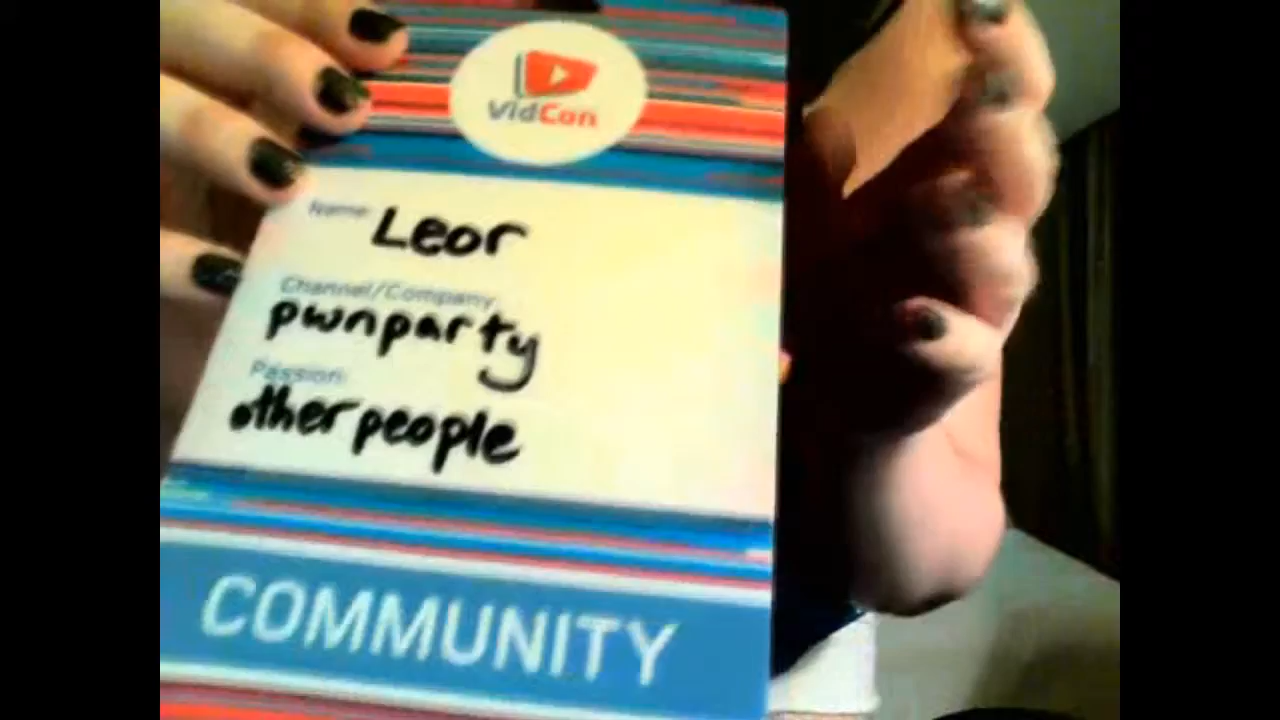 VidCon
Name: Leor
Channel/Company
pwnparty
Passion:
other people
COMMUNITY